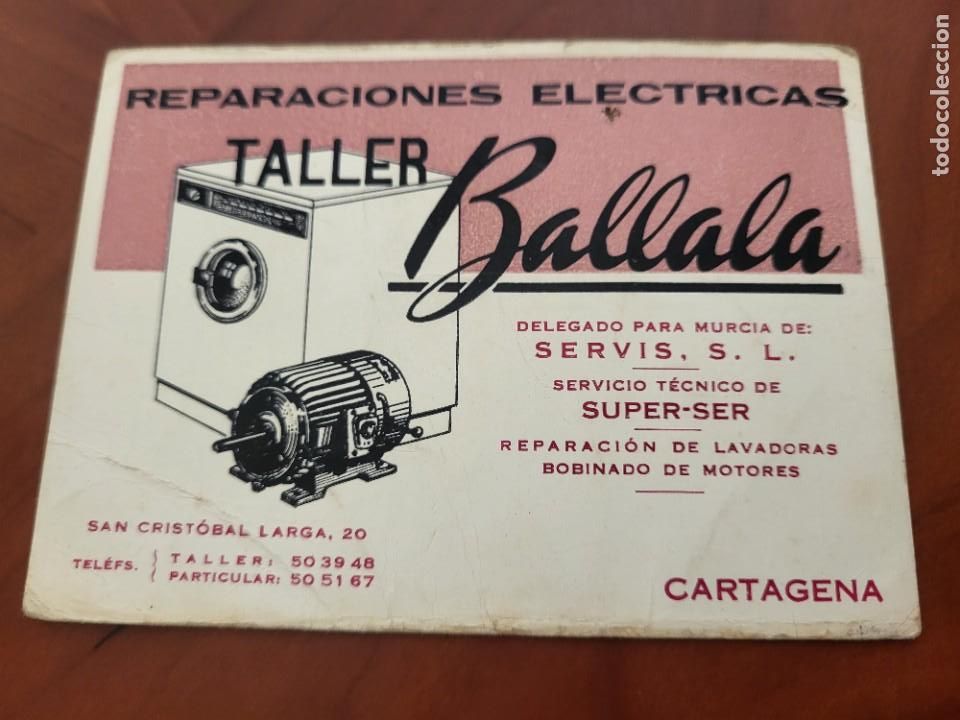 REPARACIONES ELECTRICAS
TALLER Ballala
DELEGADO PARA MURCIA DE:
SERVIS, S. L.
SERVICIO TÉCNICO DE
SUPER-SER
REPARACIÓN DE LAVADORAS
BOBINADO DE MOTORES
SAN CRISTÓBAL LARGA, 20
TELÉFS. { TALLER: 50 39 48
PARTICULAR: 50 51 67
CARTAGENA
todocoleccion